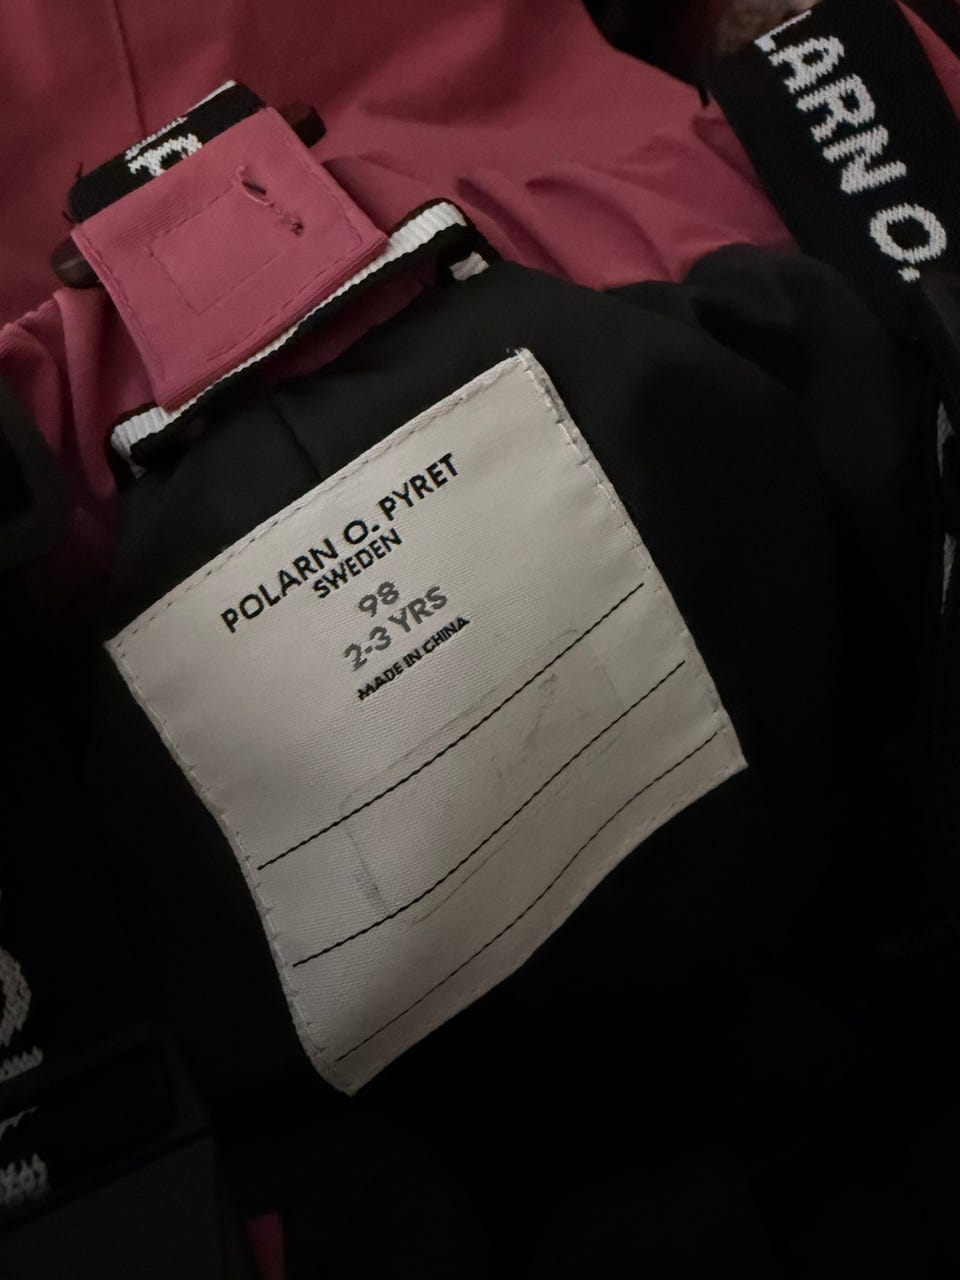 LARN O.
POLARN O. PYRET
SWEDEN
98
2-3 YRS
MADE IN CHINA